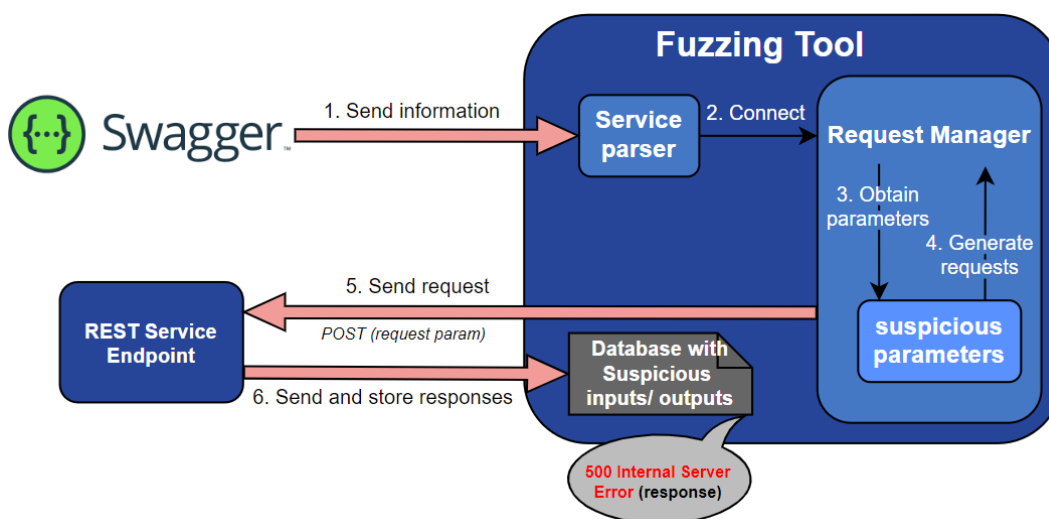 Fuzzing Tool
{···}
Swagger
™
1. Send information
Service
parser
2. Connect
Request Manager
3. Obtain
parameters
4. Generate
requests
5. Send request
POST (request param)
REST Service
Endpoint
suspicious
parameters
Database with
Suspicious
inputs/ outputs
6. Send and store responses
500 Internal Server
Error (response)